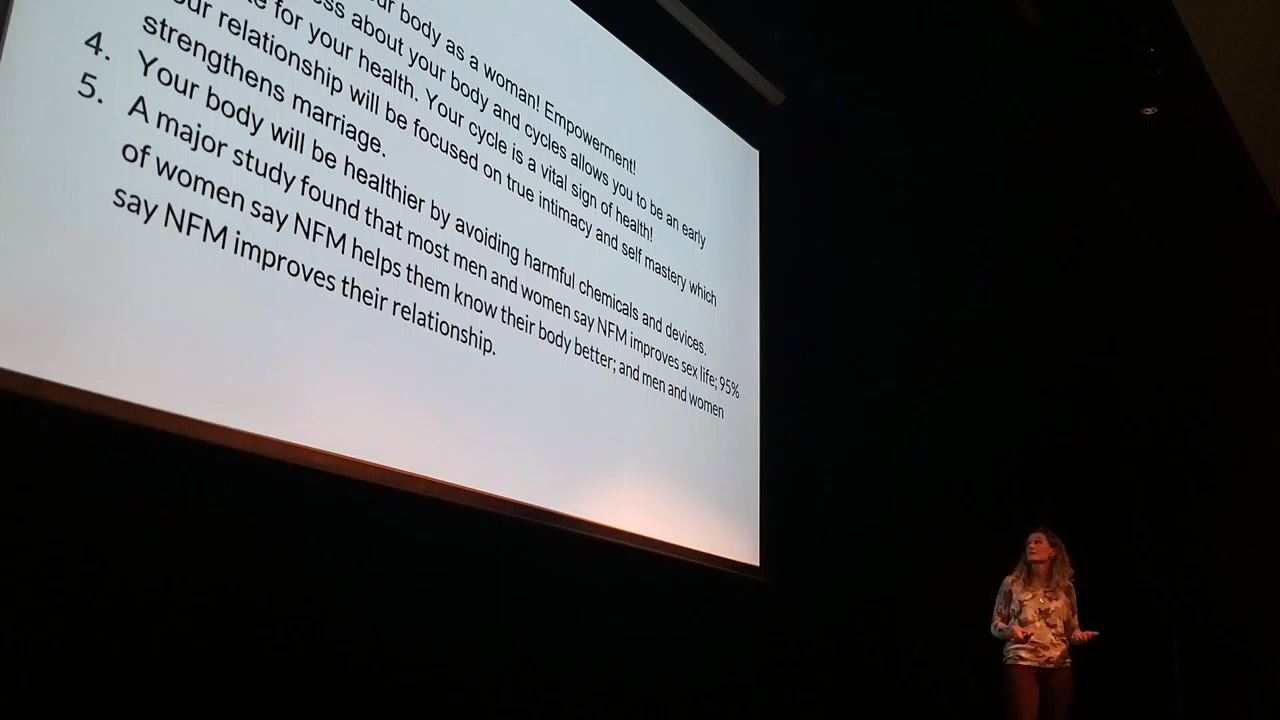 body as a woman! Empowerment!
about your body and cycles allows you to be an early
for your health. Your cycle is a vital sign of health!
relationship will be focused on true intimacy and self mastery which
strengthens marriage.
4. Your body will be healthier by avoiding harmful chemicals and devices.
5. A major study found that most men and women say NFM improves sex life; 95%
of women say NFM helps them know their body better; and men and women
say NFM improves their relationship.